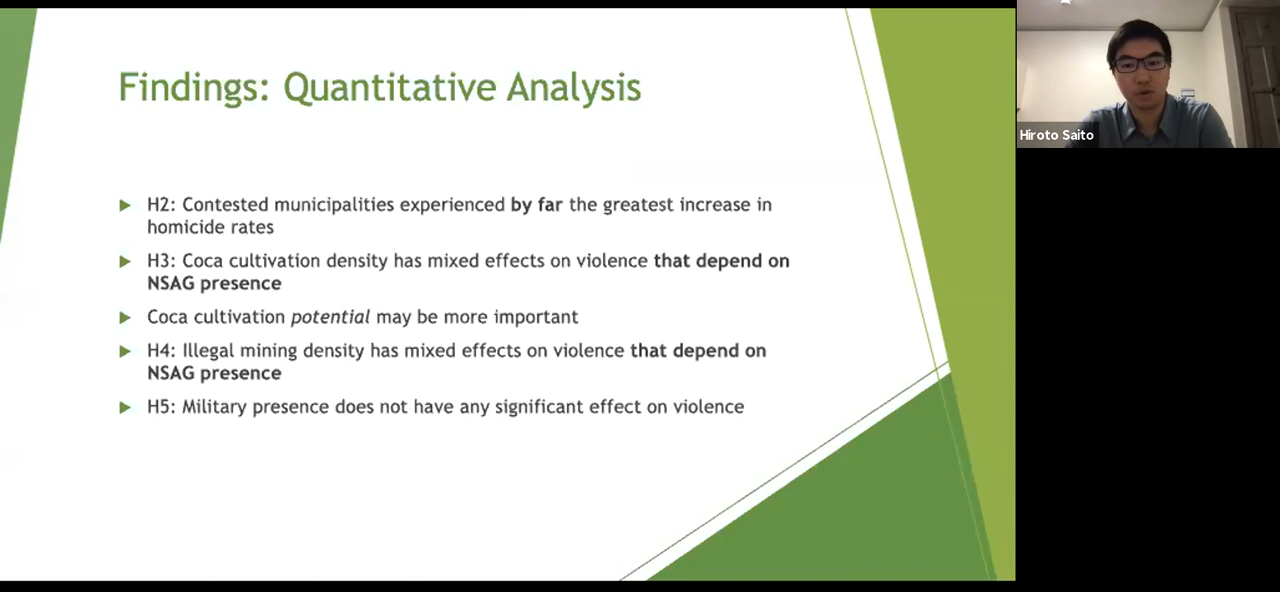 Findings: Quantitative Analysis
H2: Contested municipalities experienced by far the greatest increase in
homicide rates
H3: Coca cultivation density has mixed effects on violence that depend on
NSAG presence
Coca cultivation potential may be more important
H4: Illegal mining density has mixed effects on violence that depend on
NSAG presence
H5: Military presence does not have any significant effect on violence
Hiroto Saito